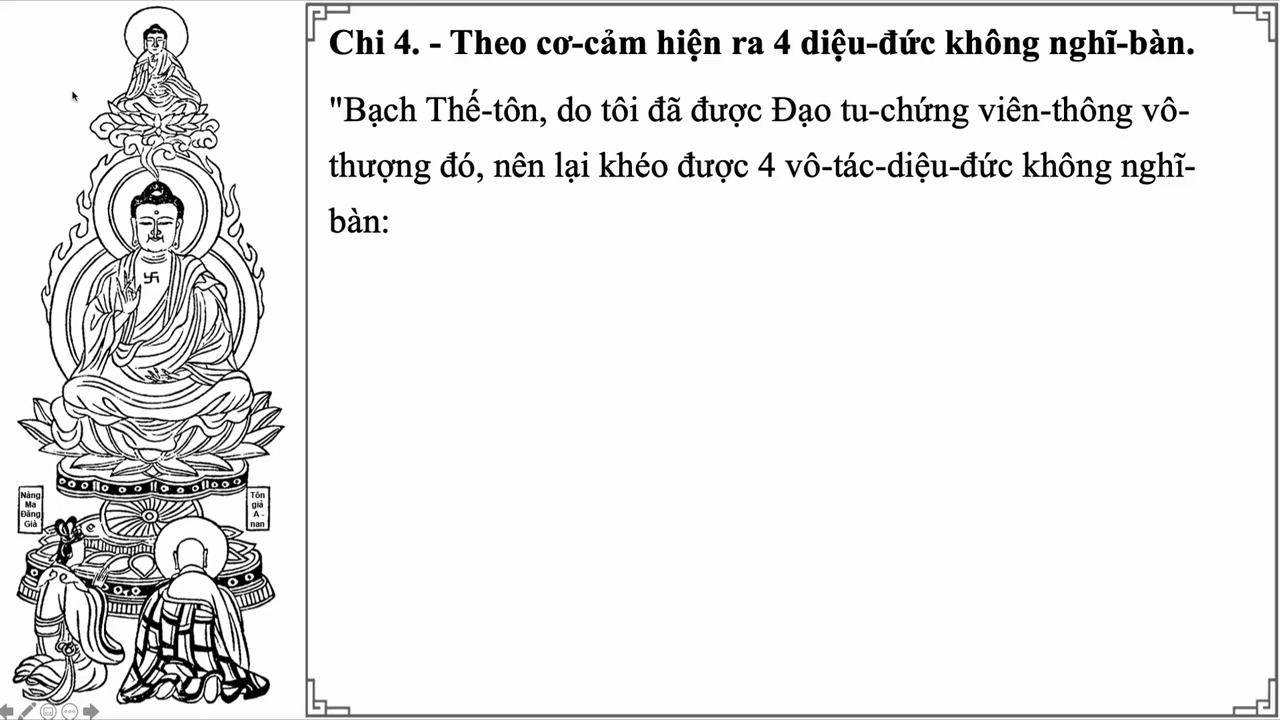 Chi 4. - Theo cơ-cảm hiện ra 4 diệu-đức không nghĩ-bàn.
"Bạch Thế-tôn, do tôi đã được Đạo tu-chứng viên-thông vô-
thượng đó, nên lại khéo được 4 vô-tác-diệu-đức không nghĩ-
bàn:
Nàng
Ma
Đăng
Già
Tôn
giả
A -
nan